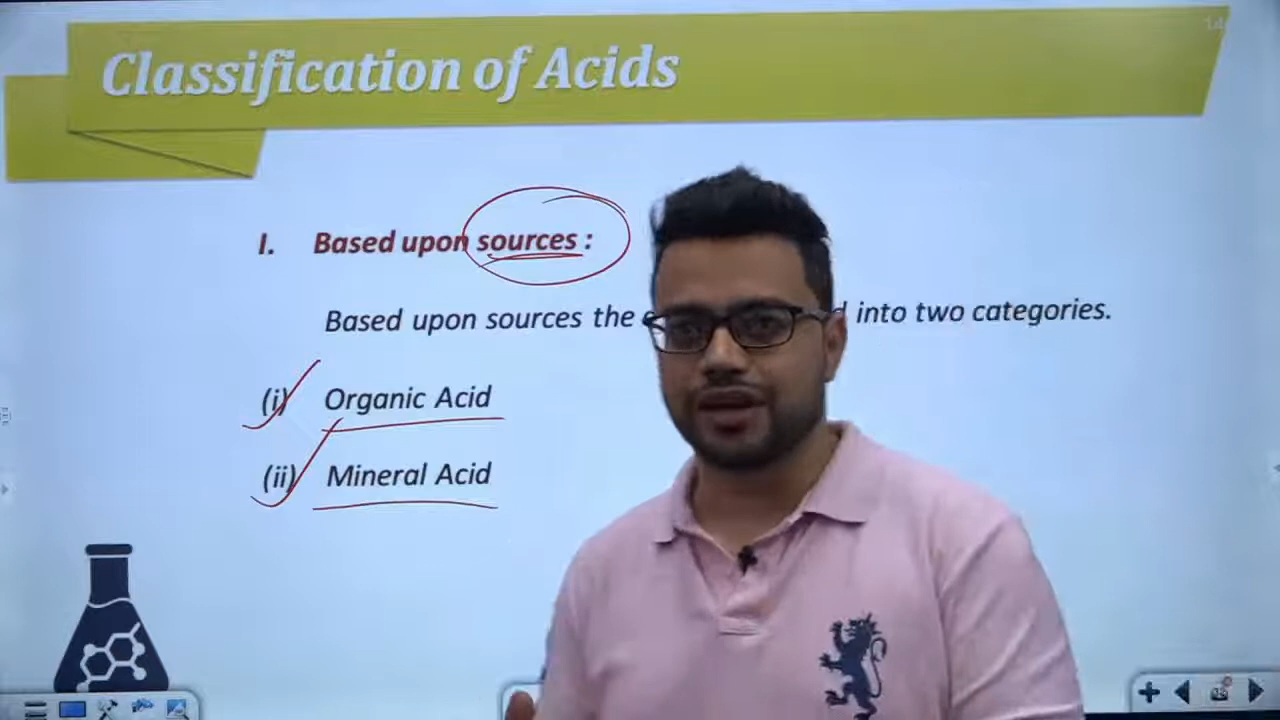 Classification of Acids
I. Based upon sources :
Based upon sources the into two categories.
(i) Organic Acid
(ii) Mineral Acid